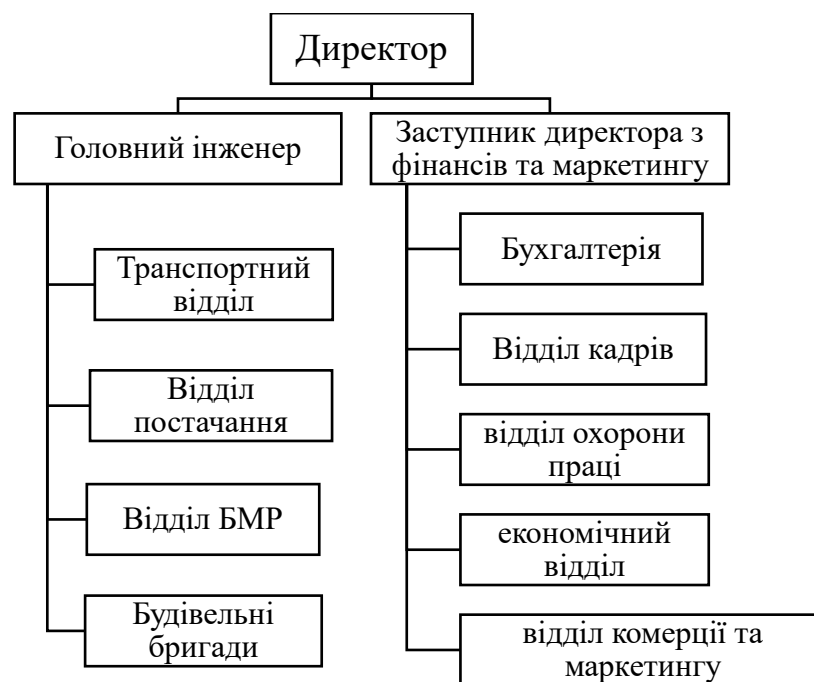 Директор
Головний інженер
Заступник директора з
фінансів та маркетингу
Транспортний
відділ
Відділ
постачання
Відділ БМР
Будівельні
бригади
Бухгалтерія
Відділ кадрів
відділ охорони
праці
економічний
відділ
відділ комерції та
маркетингу